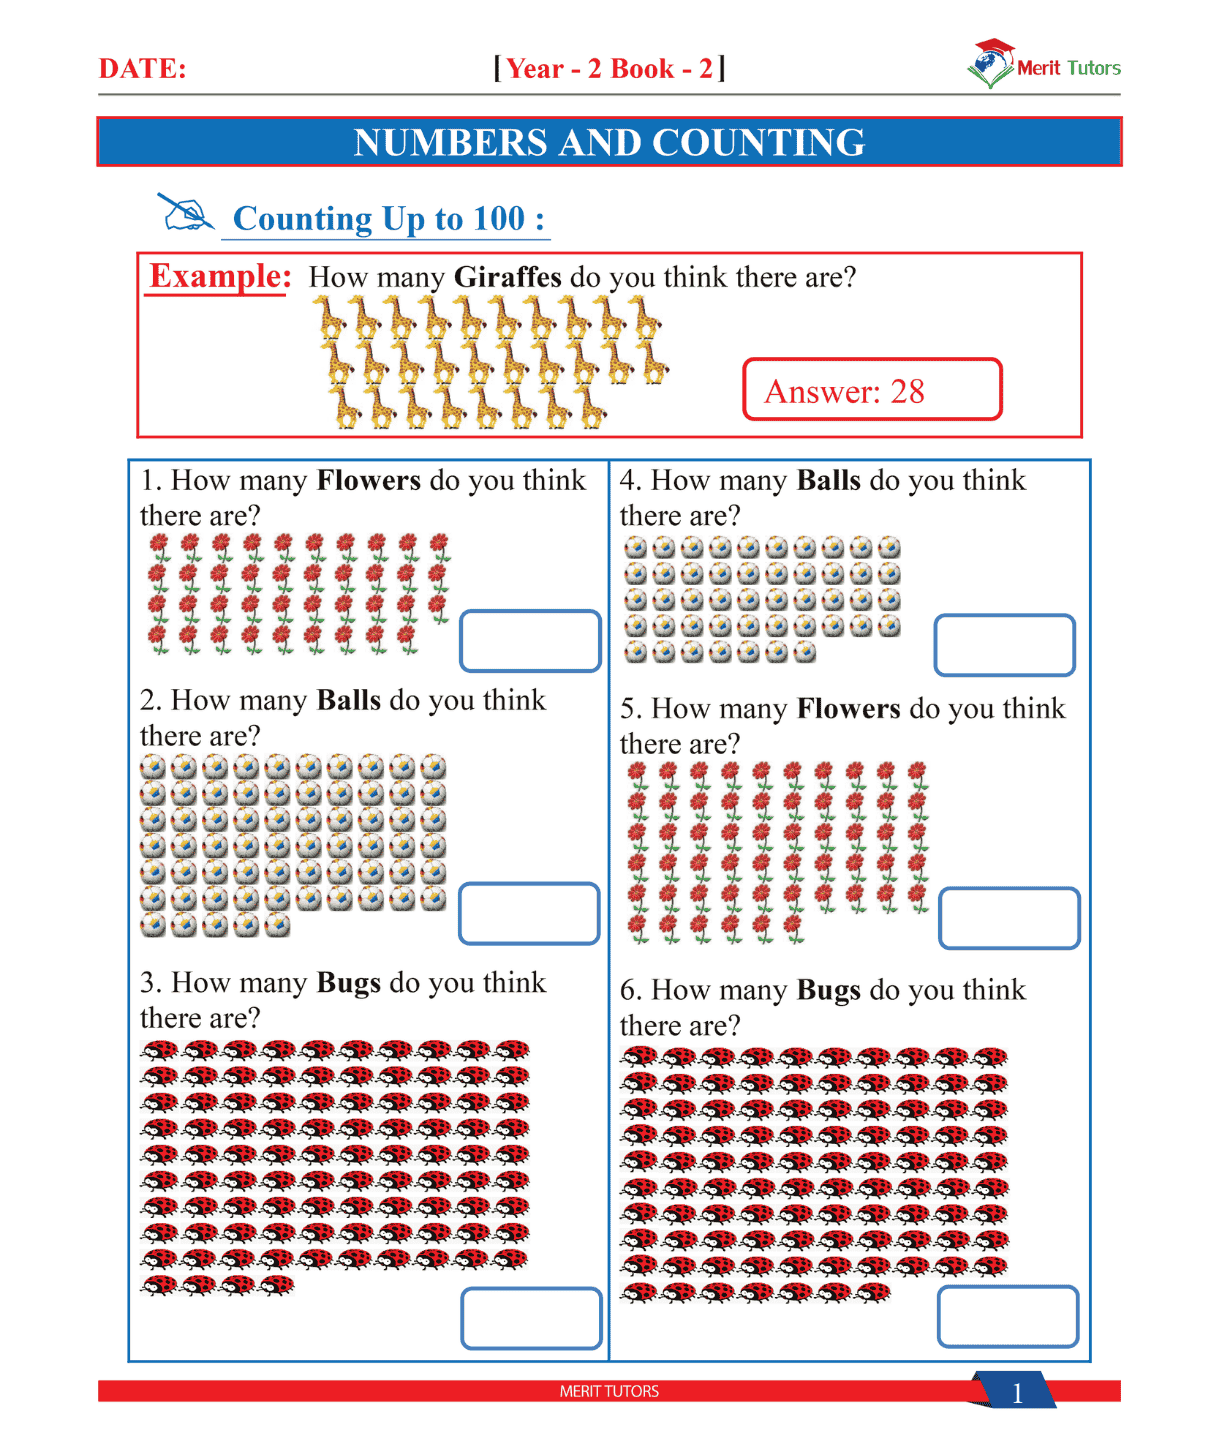 DATE:
[Year - 2 Book - 2]
Merit Tutors
NUMBERS AND COUNTING
Counting Up to 100 :
Example: How many Giraffes do you think there are?
Answer: 28
1. How many Flowers do you think
there are?
2. How many Balls do you think
there are?
3. How many Bugs do you think
there are?
4. How many Balls do you think
there are?
5. How many Flowers do you think
there are?
6. How many Bugs do you think
there are?
MERIT TUTORS
1